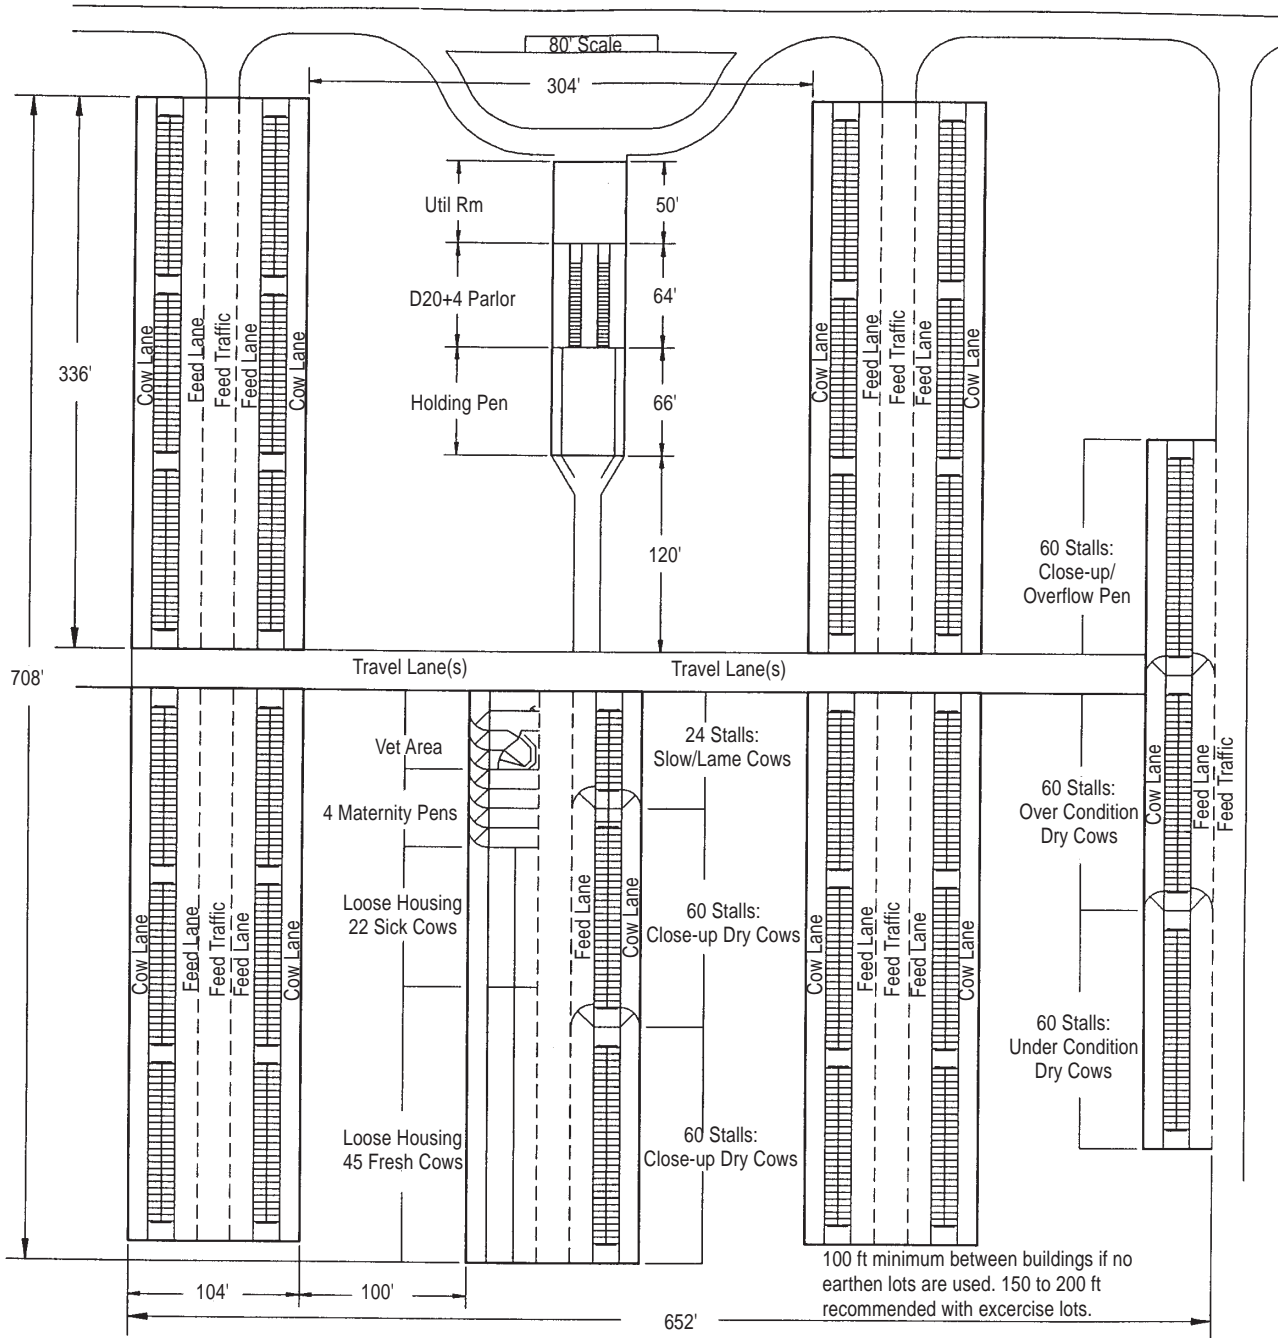 80' Scale
304'
Util Rm
50'
D20+4 Parlor
64'
336'
Holding Pen
66'
Cow Lane
Feed Lane
Feed Traffic
Feed Lane
Cow Lane
Cow Lane
Feed Lane
Feed Traffic
Feed Lane
Cow Lane
120'
60 Stalls:
Close-up/
Overflow Pen
708'
Travel Lane(s)
Travel Lane(s)
Vet Area
24 Stalls:
Slow/Lame Cows
4 Maternity Pens
60 Stalls:
Over Condition
Dry Cows
Cow Lane
Feed Lane
Feed Traffic
Loose Housing
22 Sick Cows
Feed Lane
Cow Lane
60 Stalls:
Close-up Dry Cows
Cow Lane
Feed Lane
Feed Traffic
Feed Lane
Cow Lane
Cow Lane
Feed Lane
Feed Traffic
Feed Lane
Cow Lane
60 Stalls:
Under Condition
Dry Cows
Loose Housing
45 Fresh Cows
60 Stalls:
Close-up Dry Cows
100 ft minimum between buildings if no
earthen lots are used. 150 to 200 ft
recommended with excercise lots.
104'
100'
652'